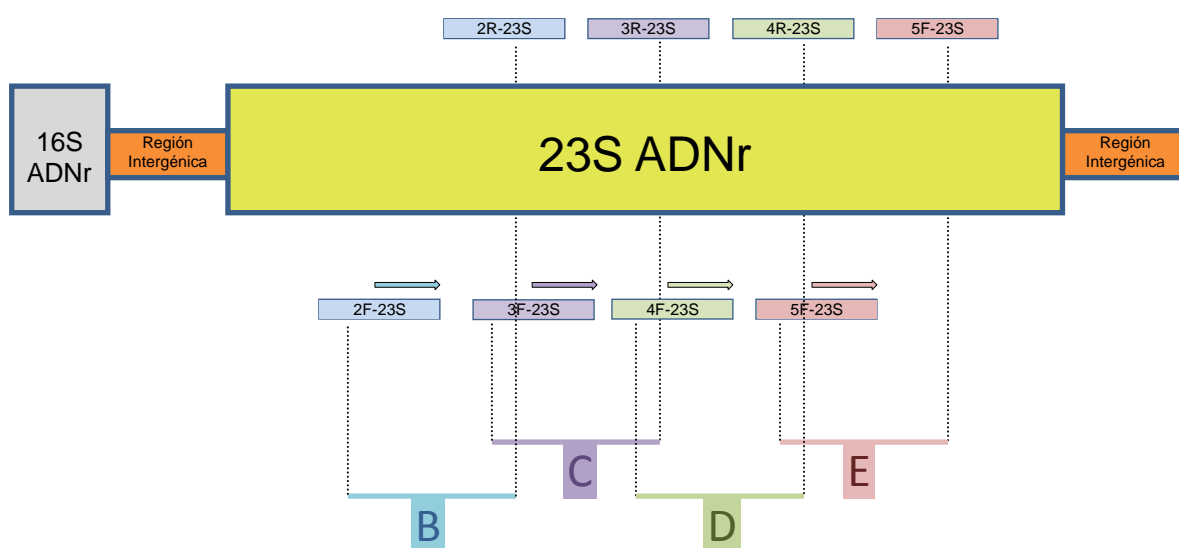 2R-23S
3R-23S
4R-23S
5F-23S
16S
ADNr
Región
Intergénica
23S ADNr
Región
Intergénica
2F-23S
3F-23S
4F-23S
5F-23S
C
E
B
D